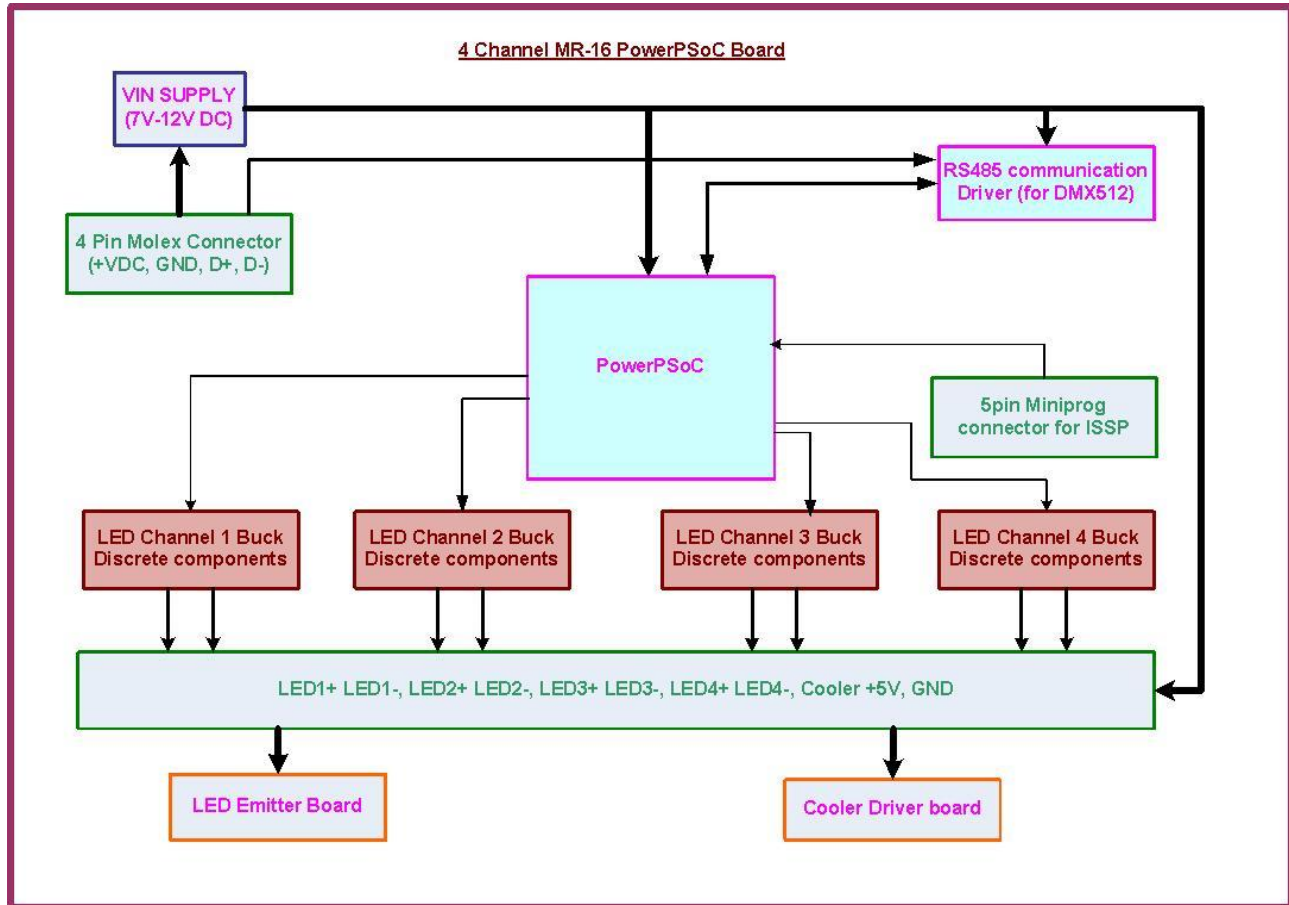 4 Channel MR-16 PowerPSoC Board
VIN SUPPLY
(7V-12V DC)
RS485 communication
Driver (for DMX512)
4 Pin Molex Connector
(+VDC, GND, D+, D-)
PowerPSoC
5pin Miniprog
connector for ISSP
LED Channel 1 Buck
Discrete components
LED Channel 2 Buck
Discrete components
LED Channel 3 Buck
Discrete components
LED Channel 4 Buck
Discrete components
LED1+ LED1-, LED2+ LED2-, LED3+ LED3-, LED4+ LED4-, Cooler +5V, GND
LED Emitter Board
Cooler Driver board